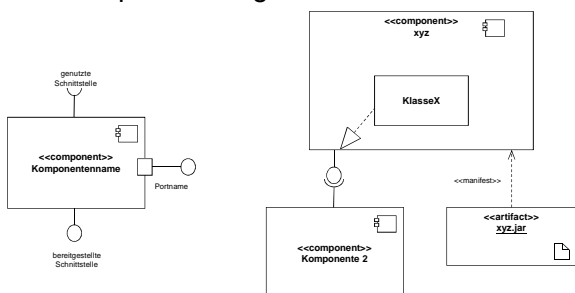 genutzte
Schnittstelle
<<component>>
Komponentenname
Portname
bereitgestellte
Schnittstelle
<<component>>
xyz
KlasseX
<<manifest>>
<<component>>
Komponente 2
<<artifact>>
xyz.jar